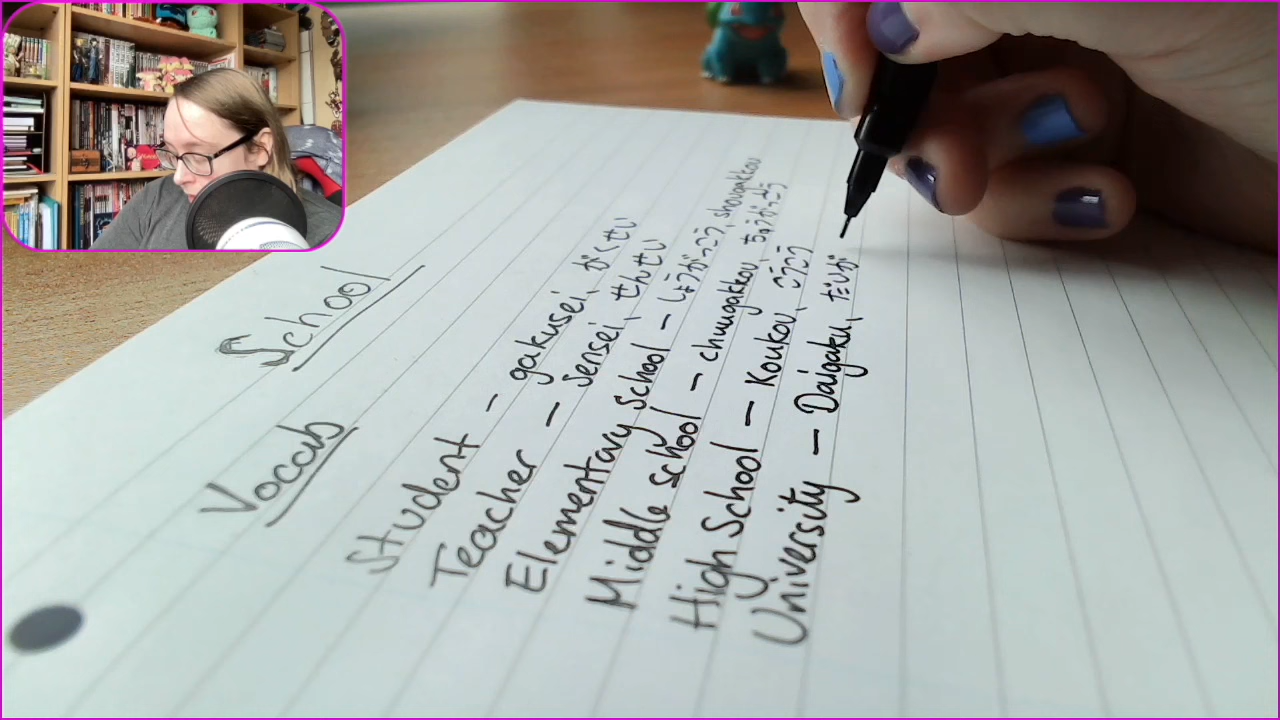 School
Vocab
Student - gakusei、がくせい
Teacher - Sensei、せんせい
Elementary School - しょうがっこう, shougakkou
Middle school - chuugakkou、ちゅうがっこう
High School - Koukou、こうこう
University - Daigaku、だいが